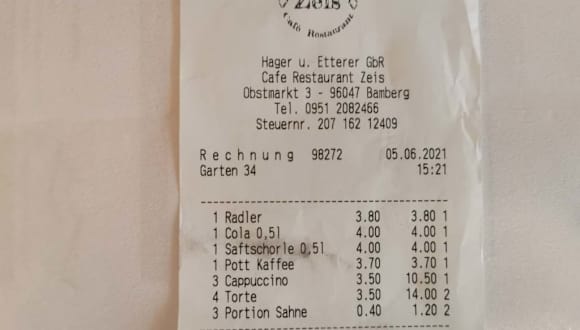 Zeis
Café Restaurant
Hager u. Etterer GbR
Cafe Restaurant Zeis
Obstmarkt 3 - 96047 Bamberg
Tel. 0951 2082466
Steuernr. 207 162 12409
Rechnung 98272 05.06.2021
Garten 34 15:21
1 Radler 3.80 3.80 1
1 Cola 0,5l 4.00 4.00 1
1 Saftschorle 0,5l 4.00 4.00 1
1 Pott Kaffee 3.70 3.70 1
3 Cappuccino 3.50 10.50 1
4 Torte 3.50 14.00 2
3 Portion Sahne 0.40 1.20 2